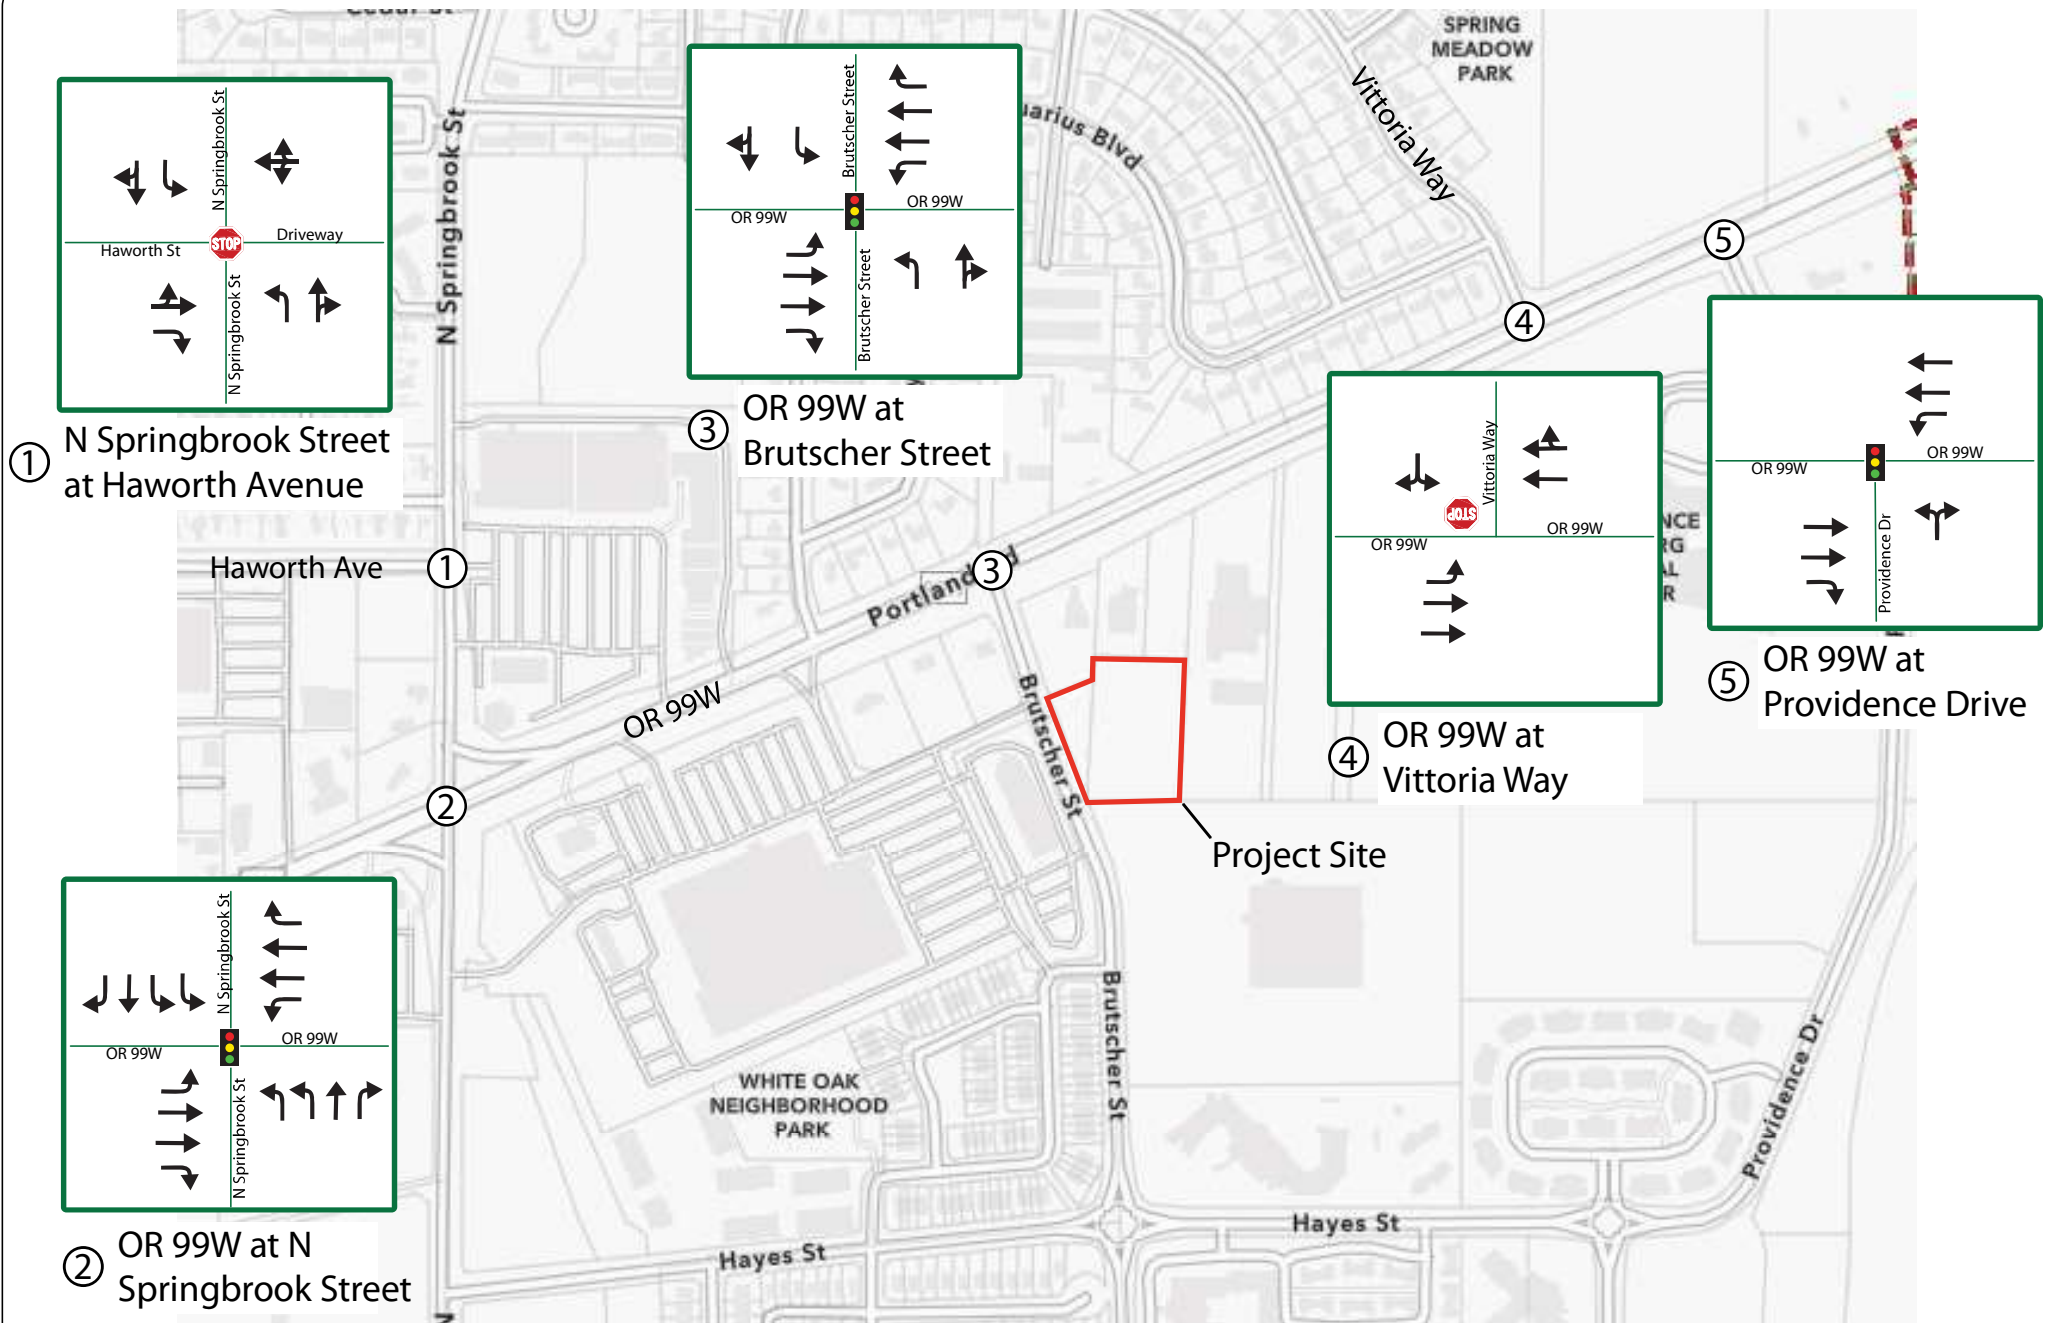 Cedar St
SPRING
MEADOW
PARK
N Springbrook St
Driveway
Haworth St
N Springbrook St
1
N Springbrook Street
at Haworth Avenue
STOP
N Springbrook St
Brutscher Street
OR 99W
OR 99W
Brutscher Street
3
OR 99W at
Brutscher Street
uarius Blvd
Vittoria Way
5
4
Vittoria Way
STOP
OR 99W
OR 99W
4
OR 99W at
Vittoria Way
OR 99W
OR 99W
Providence Dr
5
OR 99W at
Providence Drive
Haworth Ave
1
3
Portland
OR 99W
2
Brutscher St
Project Site
N Springbrook St
OR 99W
OR 99W
N Springbrook St
2
OR 99W at N
Springbrook Street
WHITE OAK
NEIGHBORHOOD
PARK
Brutscher St
Providence Dr
Hayes St
Hayes St
N